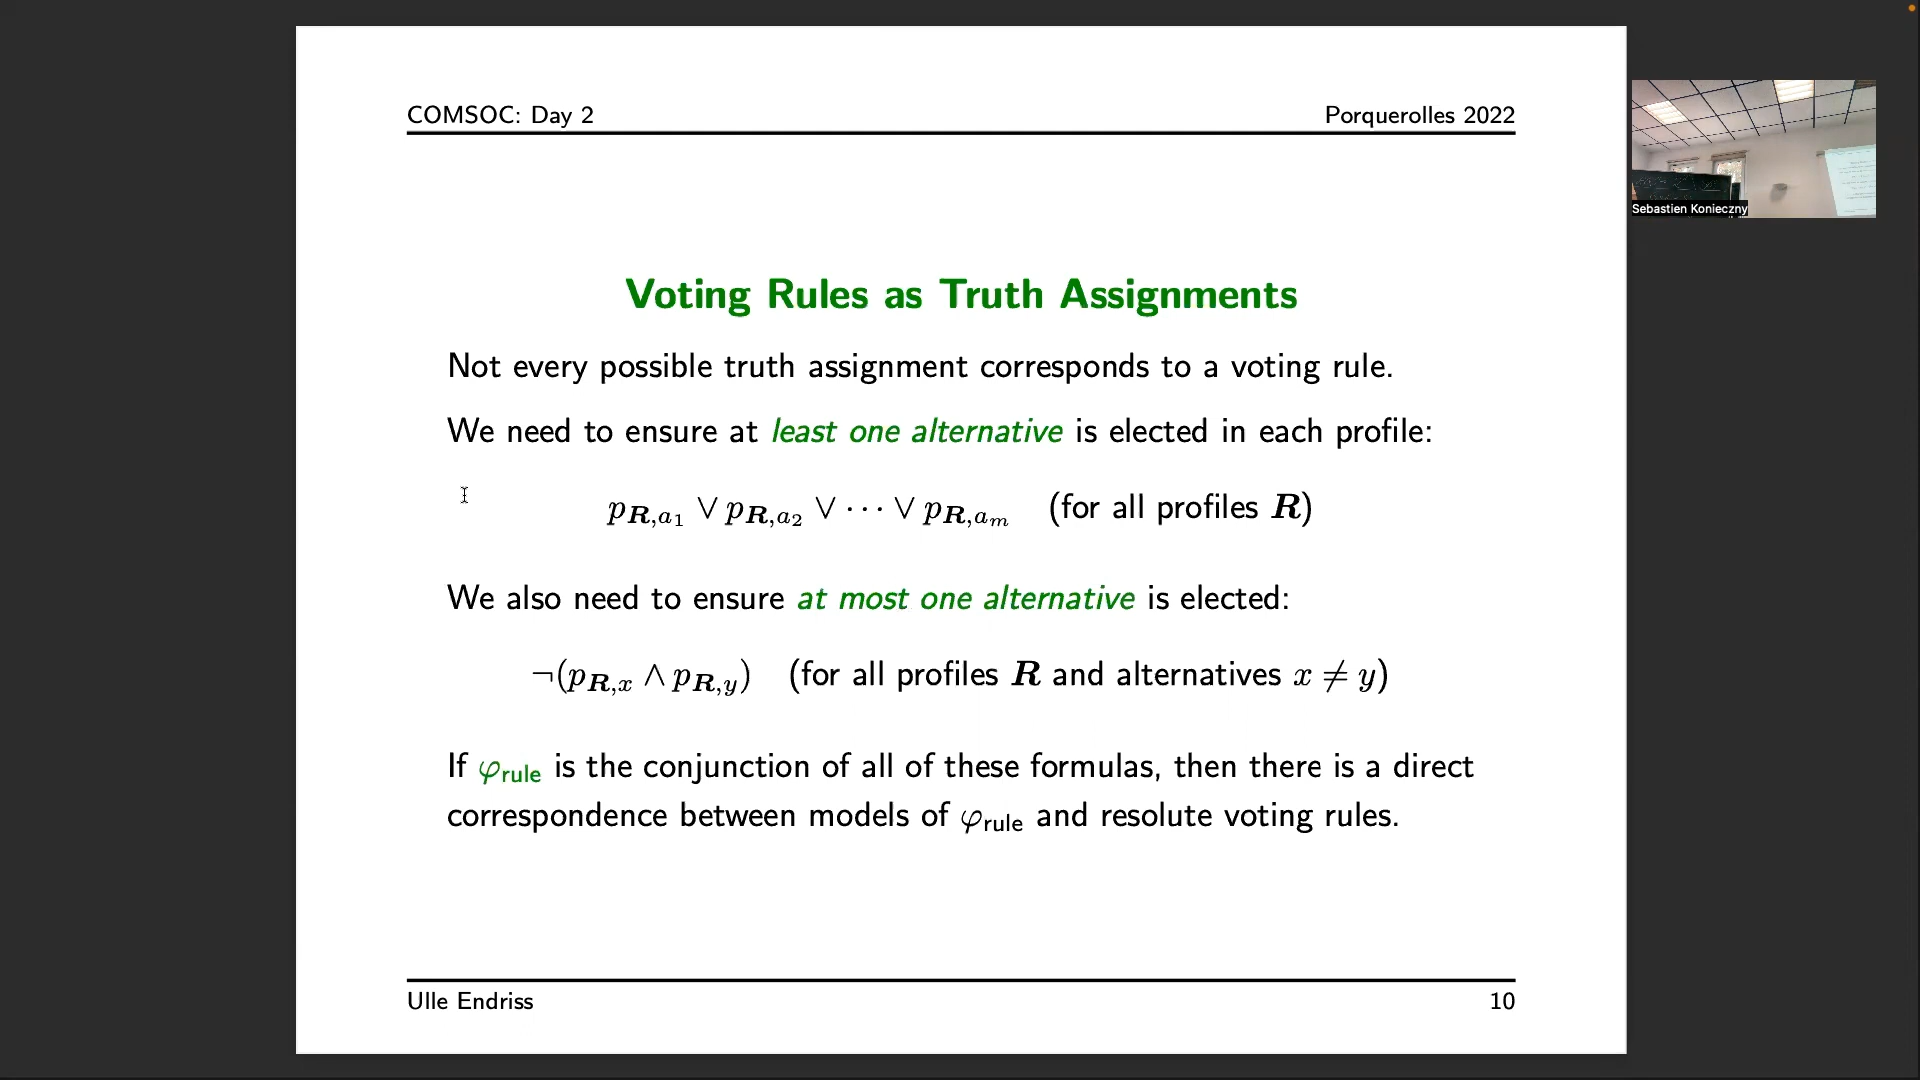 COMSOC: Day 2
Porquerolles 2022
Sebastien Konieczny
Voting Rules as Truth Assignments
Not every possible truth assignment corresponds to a voting rule.
We need to ensure at least one alternative is elected in each profile:
p_{R,a_1} ∨ p_{R,a_2} ∨ ⋯ ∨ p_{R,a_m} (for all profiles R)
We also need to ensure at most one alternative is elected:
¬(p_{R,x} ∧ p_{R,y}) (for all profiles R and alternatives x ≠ y)
If φ_rule is the conjunction of all of these formulas, then there is a direct
correspondence between models of φ_rule and resolute voting rules.
Ulle Endriss
10